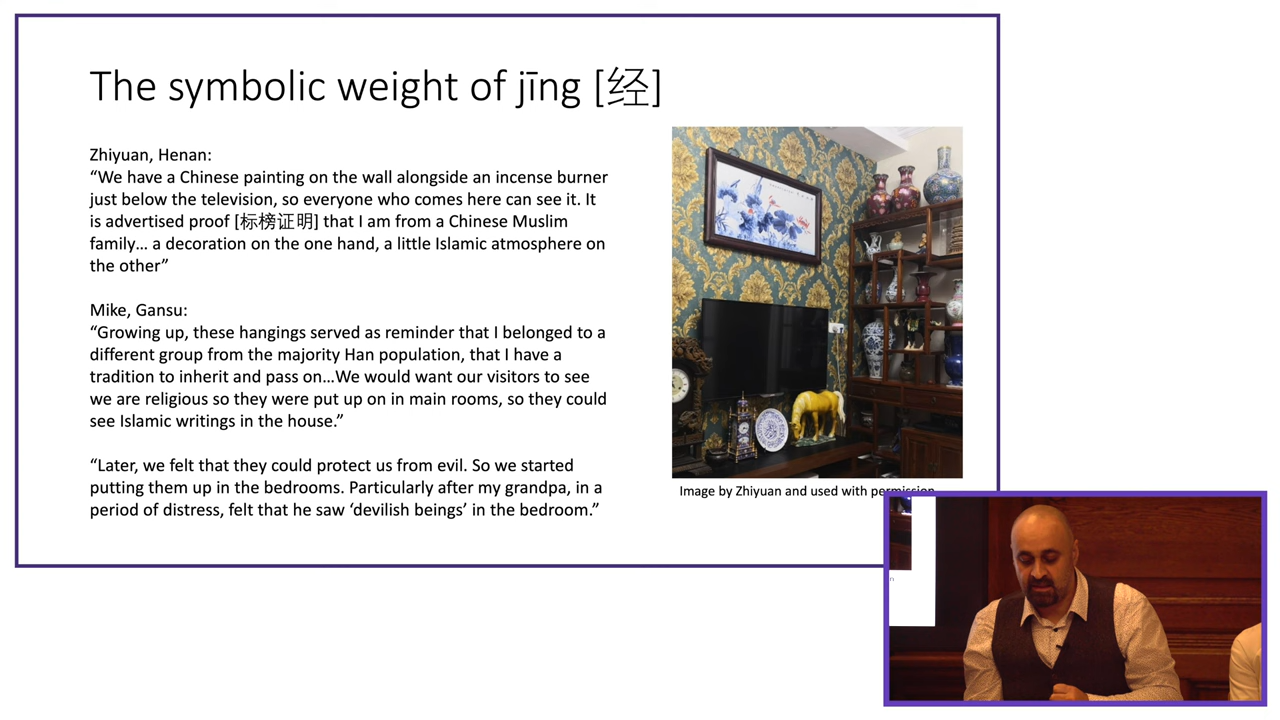 The symbolic weight of jīng [经]
Zhiyuan, Henan:
“We have a Chinese painting on the wall alongside an incense burner
just below the television, so everyone who comes here can see it. It
is advertised proof [标榜证明] that I am from a Chinese Muslim
family… a decoration on the one hand, a little Islamic atmosphere on
the other”
Mike, Gansu:
“Growing up, these hangings served as reminder that I belonged to a
different group from the majority Han population, that I have a
tradition to inherit and pass on…We would want our visitors to see
we are religious so they were put up on in main rooms, so they could
see Islamic writings in the house.”
“Later, we felt that they could protect us from evil. So we started
putting them up in the bedrooms. Particularly after my grandpa, in a
period of distress, felt that he saw ‘devilish beings’ in the bedroom.”
Image by Zhiyuan and used with permission